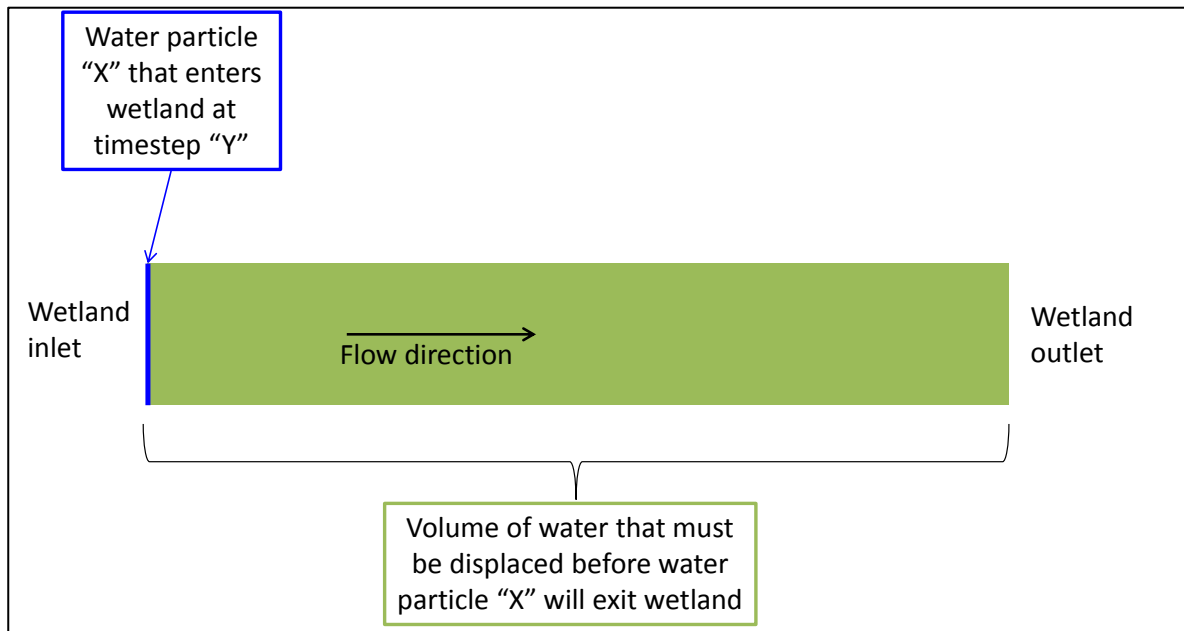 Water particle
“X” that enters
wetland at
timestep “Y”
Wetland
inlet
Flow direction
Wetland
outlet
Volume of water that must
be displaced before water
particle “X” will exit wetland